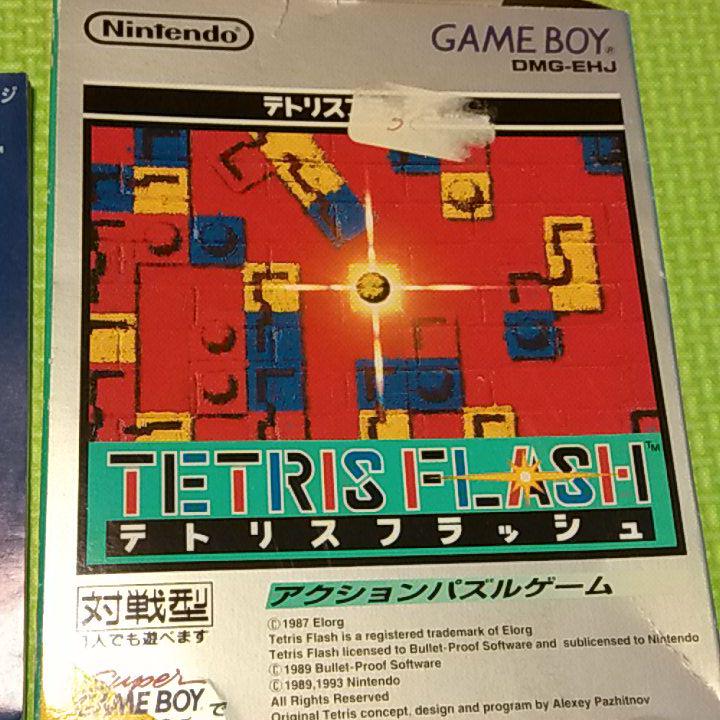 Nintendo
GAME BOY
DMG-EHJ
ジ
テトリス
TETRIS FLASH™
テトリスフラッシュ
対戦型
1人でも遊べます
アクションパズルゲーム
©1987 Elorg
Tetris Flash is a registered trademark of Elorg
Tetris Flash licensed to Bullet-Proof Software and sublicensed to Nintendo
©1989 Bullet-Proof Software
©1989,1993 Nintendo
All Rights Reserved
Original Tetris concept, design and program by Alexey Pazhitnov
Super
GAME BOY で